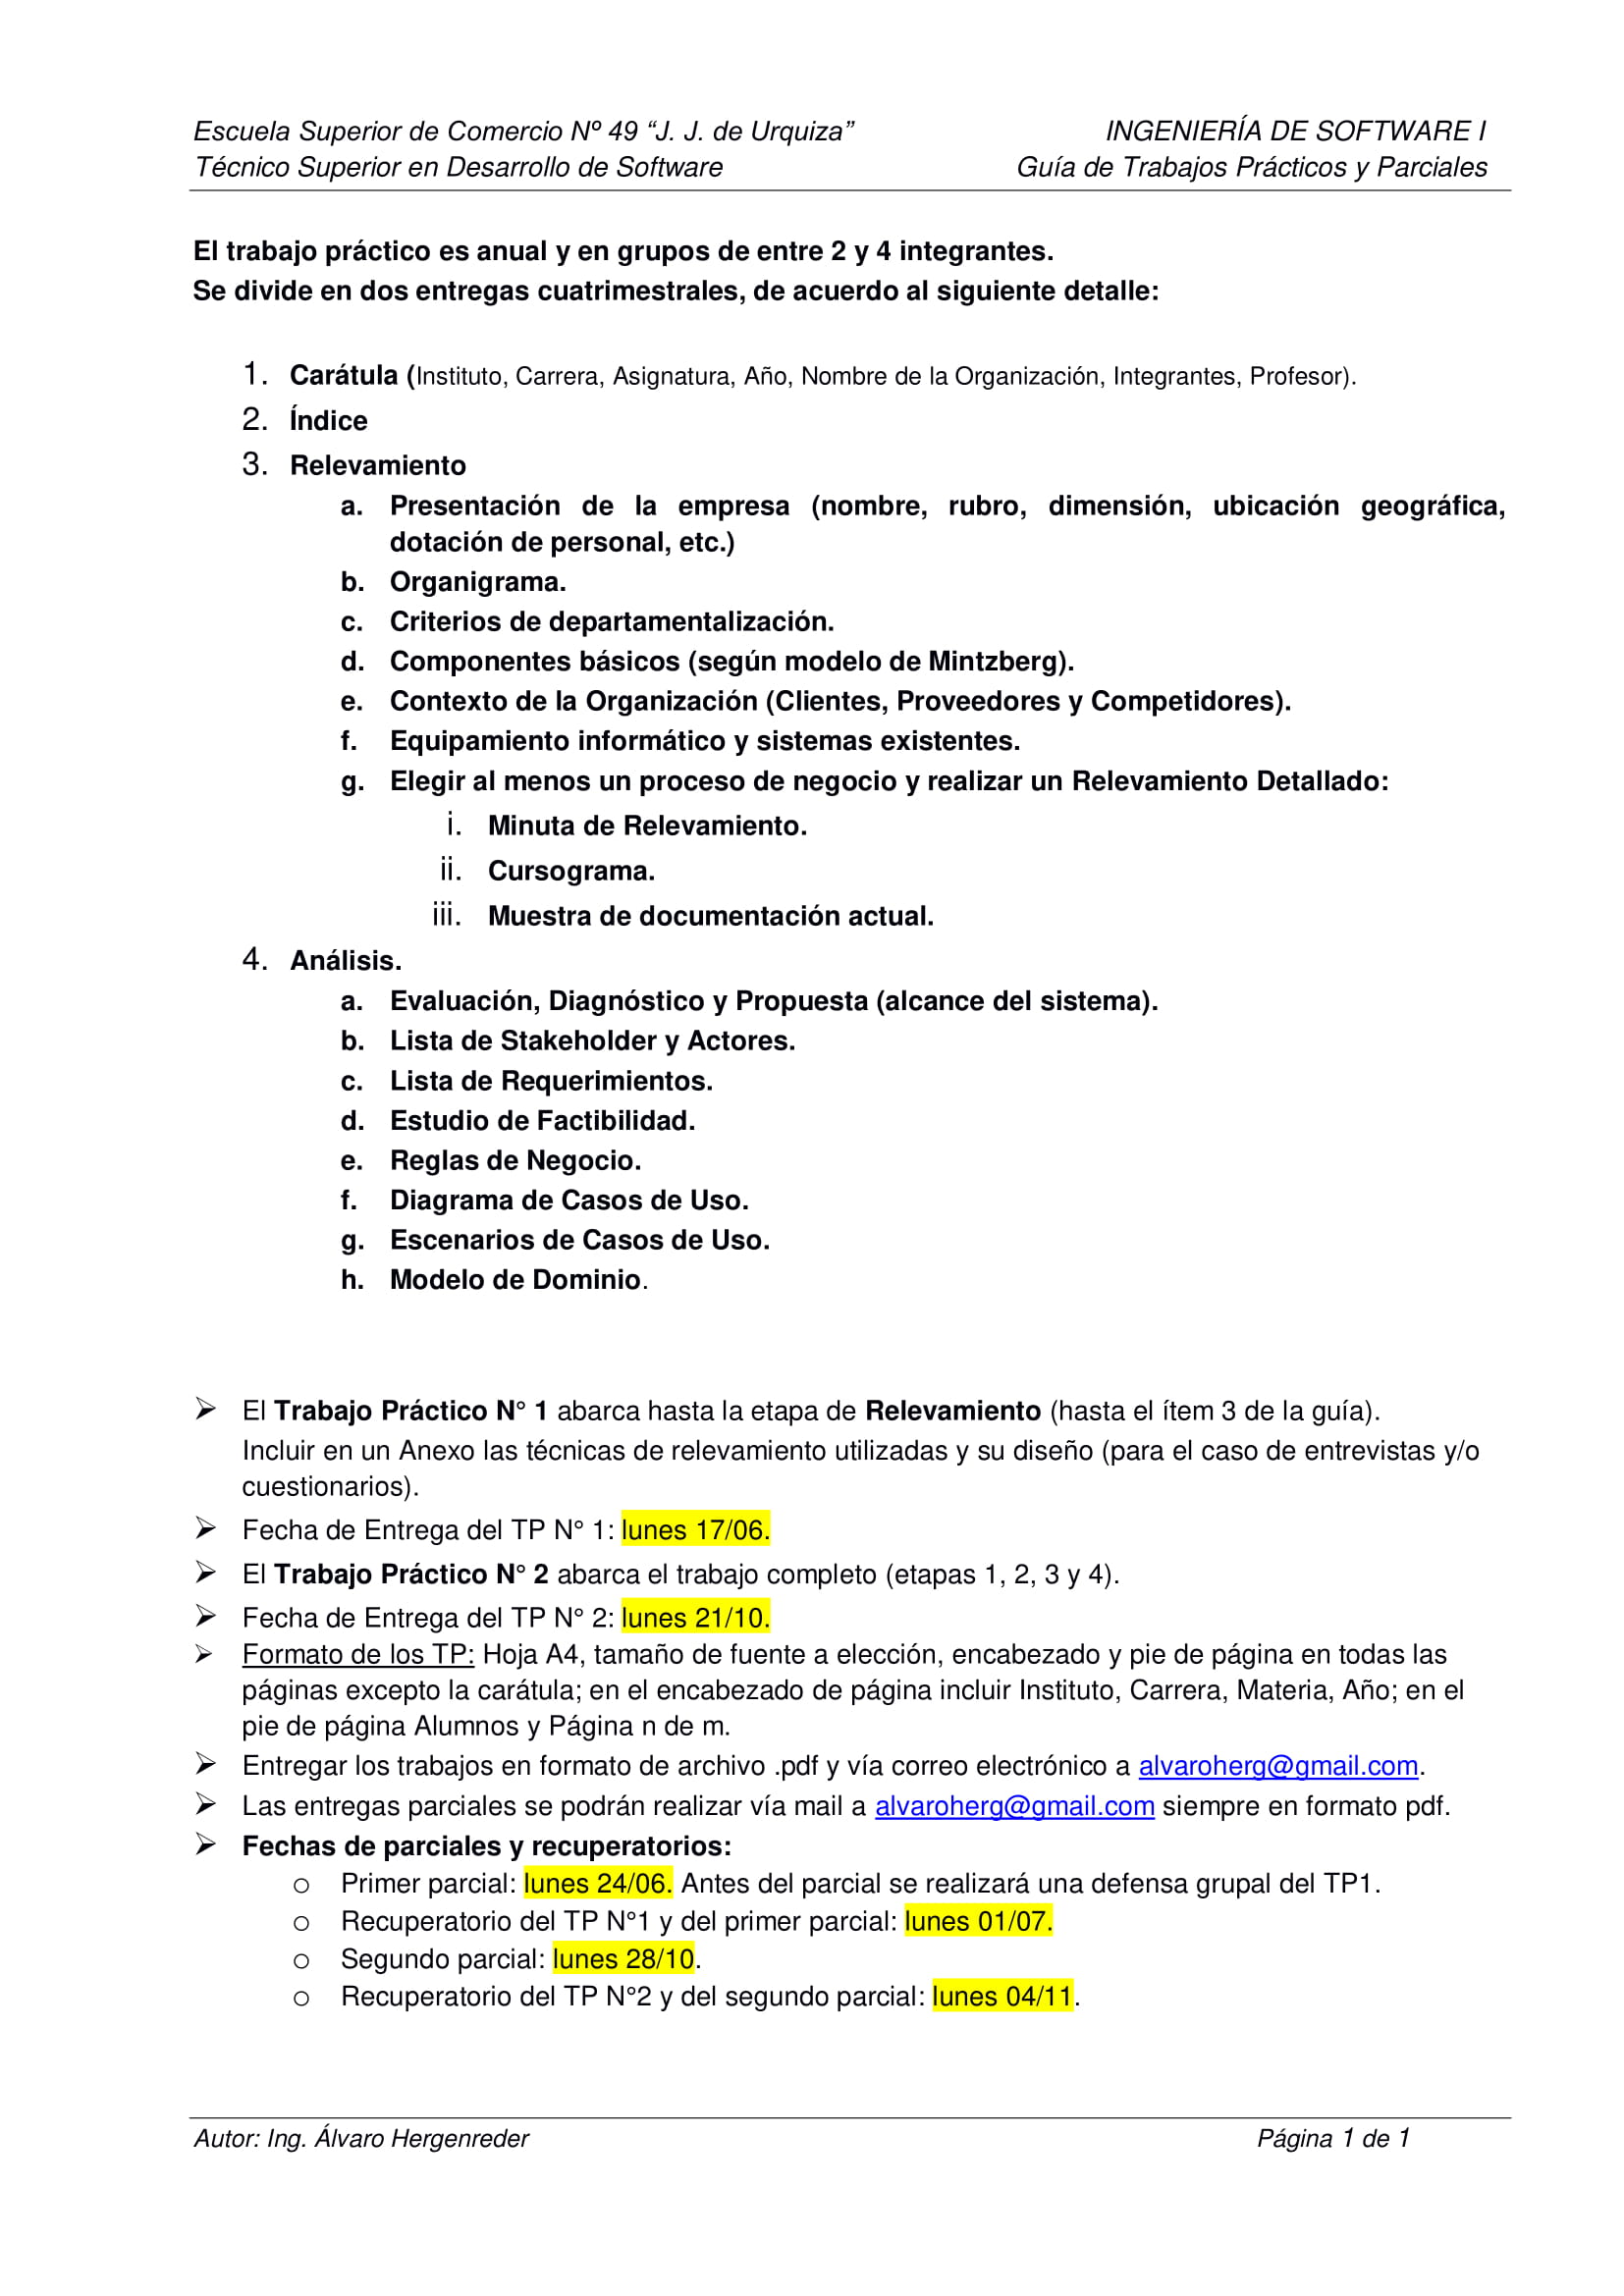 Escuela Superior de Comercio Nº 49 “J. J. de Urquiza” INGENIERÍA DE SOFTWARE I
Técnico Superior en Desarrollo de Software Guía de Trabajos Prácticos y Parciales
El trabajo práctico es anual y en grupos de entre 2 y 4 integrantes.
Se divide en dos entregas cuatrimestrales, de acuerdo al siguiente detalle:
1. Carátula (Instituto, Carrera, Asignatura, Año, Nombre de la Organización, Integrantes, Profesor).
2. Índice
3. Relevamiento
a. Presentación de la empresa (nombre, rubro, dimensión, ubicación geográfica,
dotación de personal, etc.)
b. Organigrama.
c. Criterios de departamentalización.
d. Componentes básicos (según modelo de Mintzberg).
e. Contexto de la Organización (Clientes, Proveedores y Competidores).
f. Equipamiento informático y sistemas existentes.
g. Elegir al menos un proceso de negocio y realizar un Relevamiento Detallado:
i. Minuta de Relevamiento.
ii. Cursograma.
iii. Muestra de documentación actual.
4. Análisis.
a. Evaluación, Diagnóstico y Propuesta (alcance del sistema).
b. Lista de Stakeholder y Actores.
c. Lista de Requerimientos.
d. Estudio de Factibilidad.
e. Reglas de Negocio.
f. Diagrama de Casos de Uso.
g. Escenarios de Casos de Uso.
h. Modelo de Dominio.
➢ El Trabajo Práctico N° 1 abarca hasta la etapa de Relevamiento (hasta el ítem 3 de la guía).
Incluir en un Anexo las técnicas de relevamiento utilizadas y su diseño (para el caso de entrevistas y/o
cuestionarios).
➢ Fecha de Entrega del TP N° 1: lunes 17/06.
➢ El Trabajo Práctico N° 2 abarca el trabajo completo (etapas 1, 2, 3 y 4).
➢ Fecha de Entrega del TP N° 2: lunes 21/10.
➢ Formato de los TP: Hoja A4, tamaño de fuente a elección, encabezado y pie de página en todas las
páginas excepto la carátula; en el encabezado de página incluir Instituto, Carrera, Materia, Año; en el
pie de página Alumnos y Página n de m.
➢ Entregar los trabajos en formato de archivo .pdf y vía correo electrónico a alvaroherg@gmail.com.
➢ Las entregas parciales se podrán realizar vía mail a alvaroherg@gmail.com siempre en formato pdf.
➢ Fechas de parciales y recuperatorios:
o Primer parcial: lunes 24/06. Antes del parcial se realizará una defensa grupal del TP1.
o Recuperatorio del TP N°1 y del primer parcial: lunes 01/07.
o Segundo parcial: lunes 28/10.
o Recuperatorio del TP N°2 y del segundo parcial: lunes 04/11.
Autor: Ing. Álvaro Hergenreder Página 1 de 1